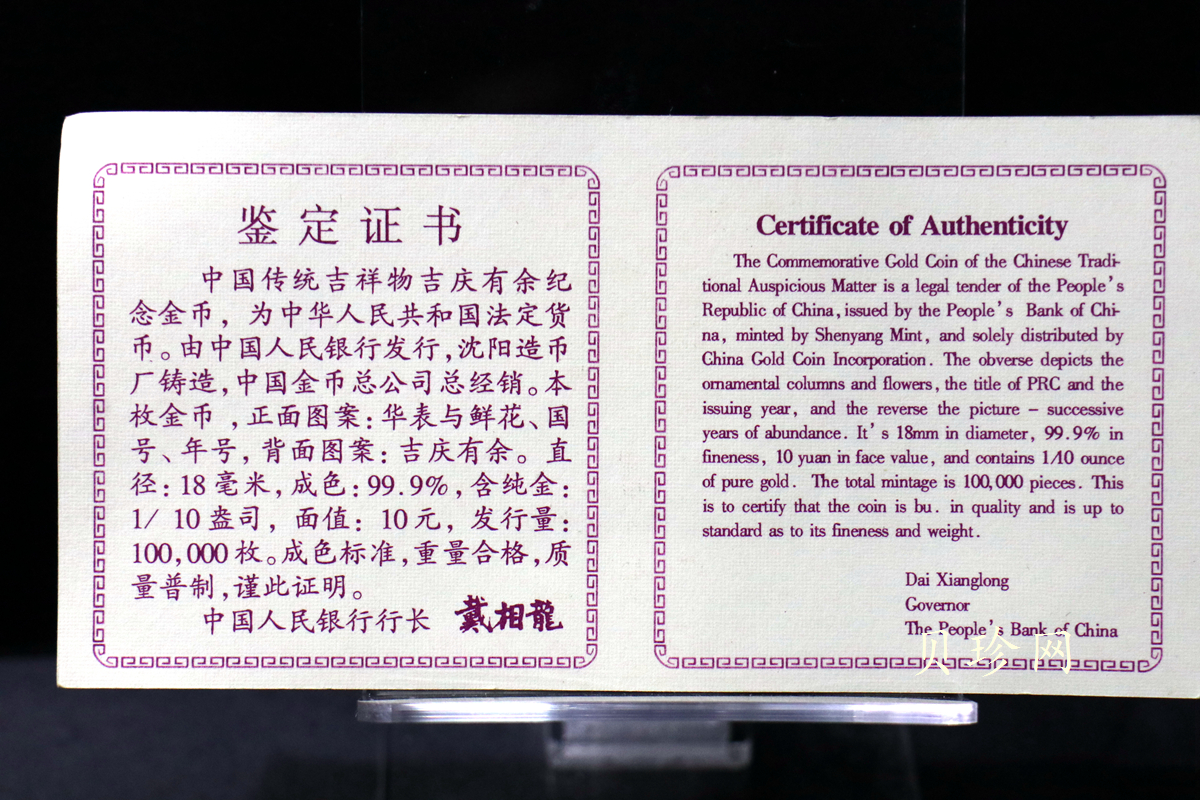 鉴定证书
中国传统吉祥物吉庆有余纪
念金币，为中华人民共和国法定货
币。由中国人民银行发行，沈阳造币
厂铸造，中国金币总公司总经销。本
枚金币，正面图案：华表与鲜花、国
号、年号，背面图案：吉庆有余。直
径：18毫米，成色：99.9%，含纯金：
1/ 10盎司，面值：10元，发行量：
100,000枚。成色标准，重量合格，质
量普制，谨此证明。
中国人民银行行长 戴相龍
Certificate of Authenticity
The Commemorative Gold Coin of the Chinese Tradi-
tional Auspicious Matter is a legal tender of the People's
Republic of China, issued by the People's Bank of Chi-
na, minted by Shenyang Mint, and solely distributed by
China Gold Coin Incorporation. The obverse depicts the
ornamental columns and flowers, the title of PRC and the
issuing year, and the reverse the picture – successive
years of abundance. It's 18mm in diameter, 99.9% in
fineness, 10 yuan in face value, and contains 1/10 ounce
of pure gold. The total mintage is 100,000 pieces. This
is to certify that the coin is bu. in quality and is up to
standard as to its fineness and weight.
Dai Xianglong
Governor
The People's Bank of China
贝珍网